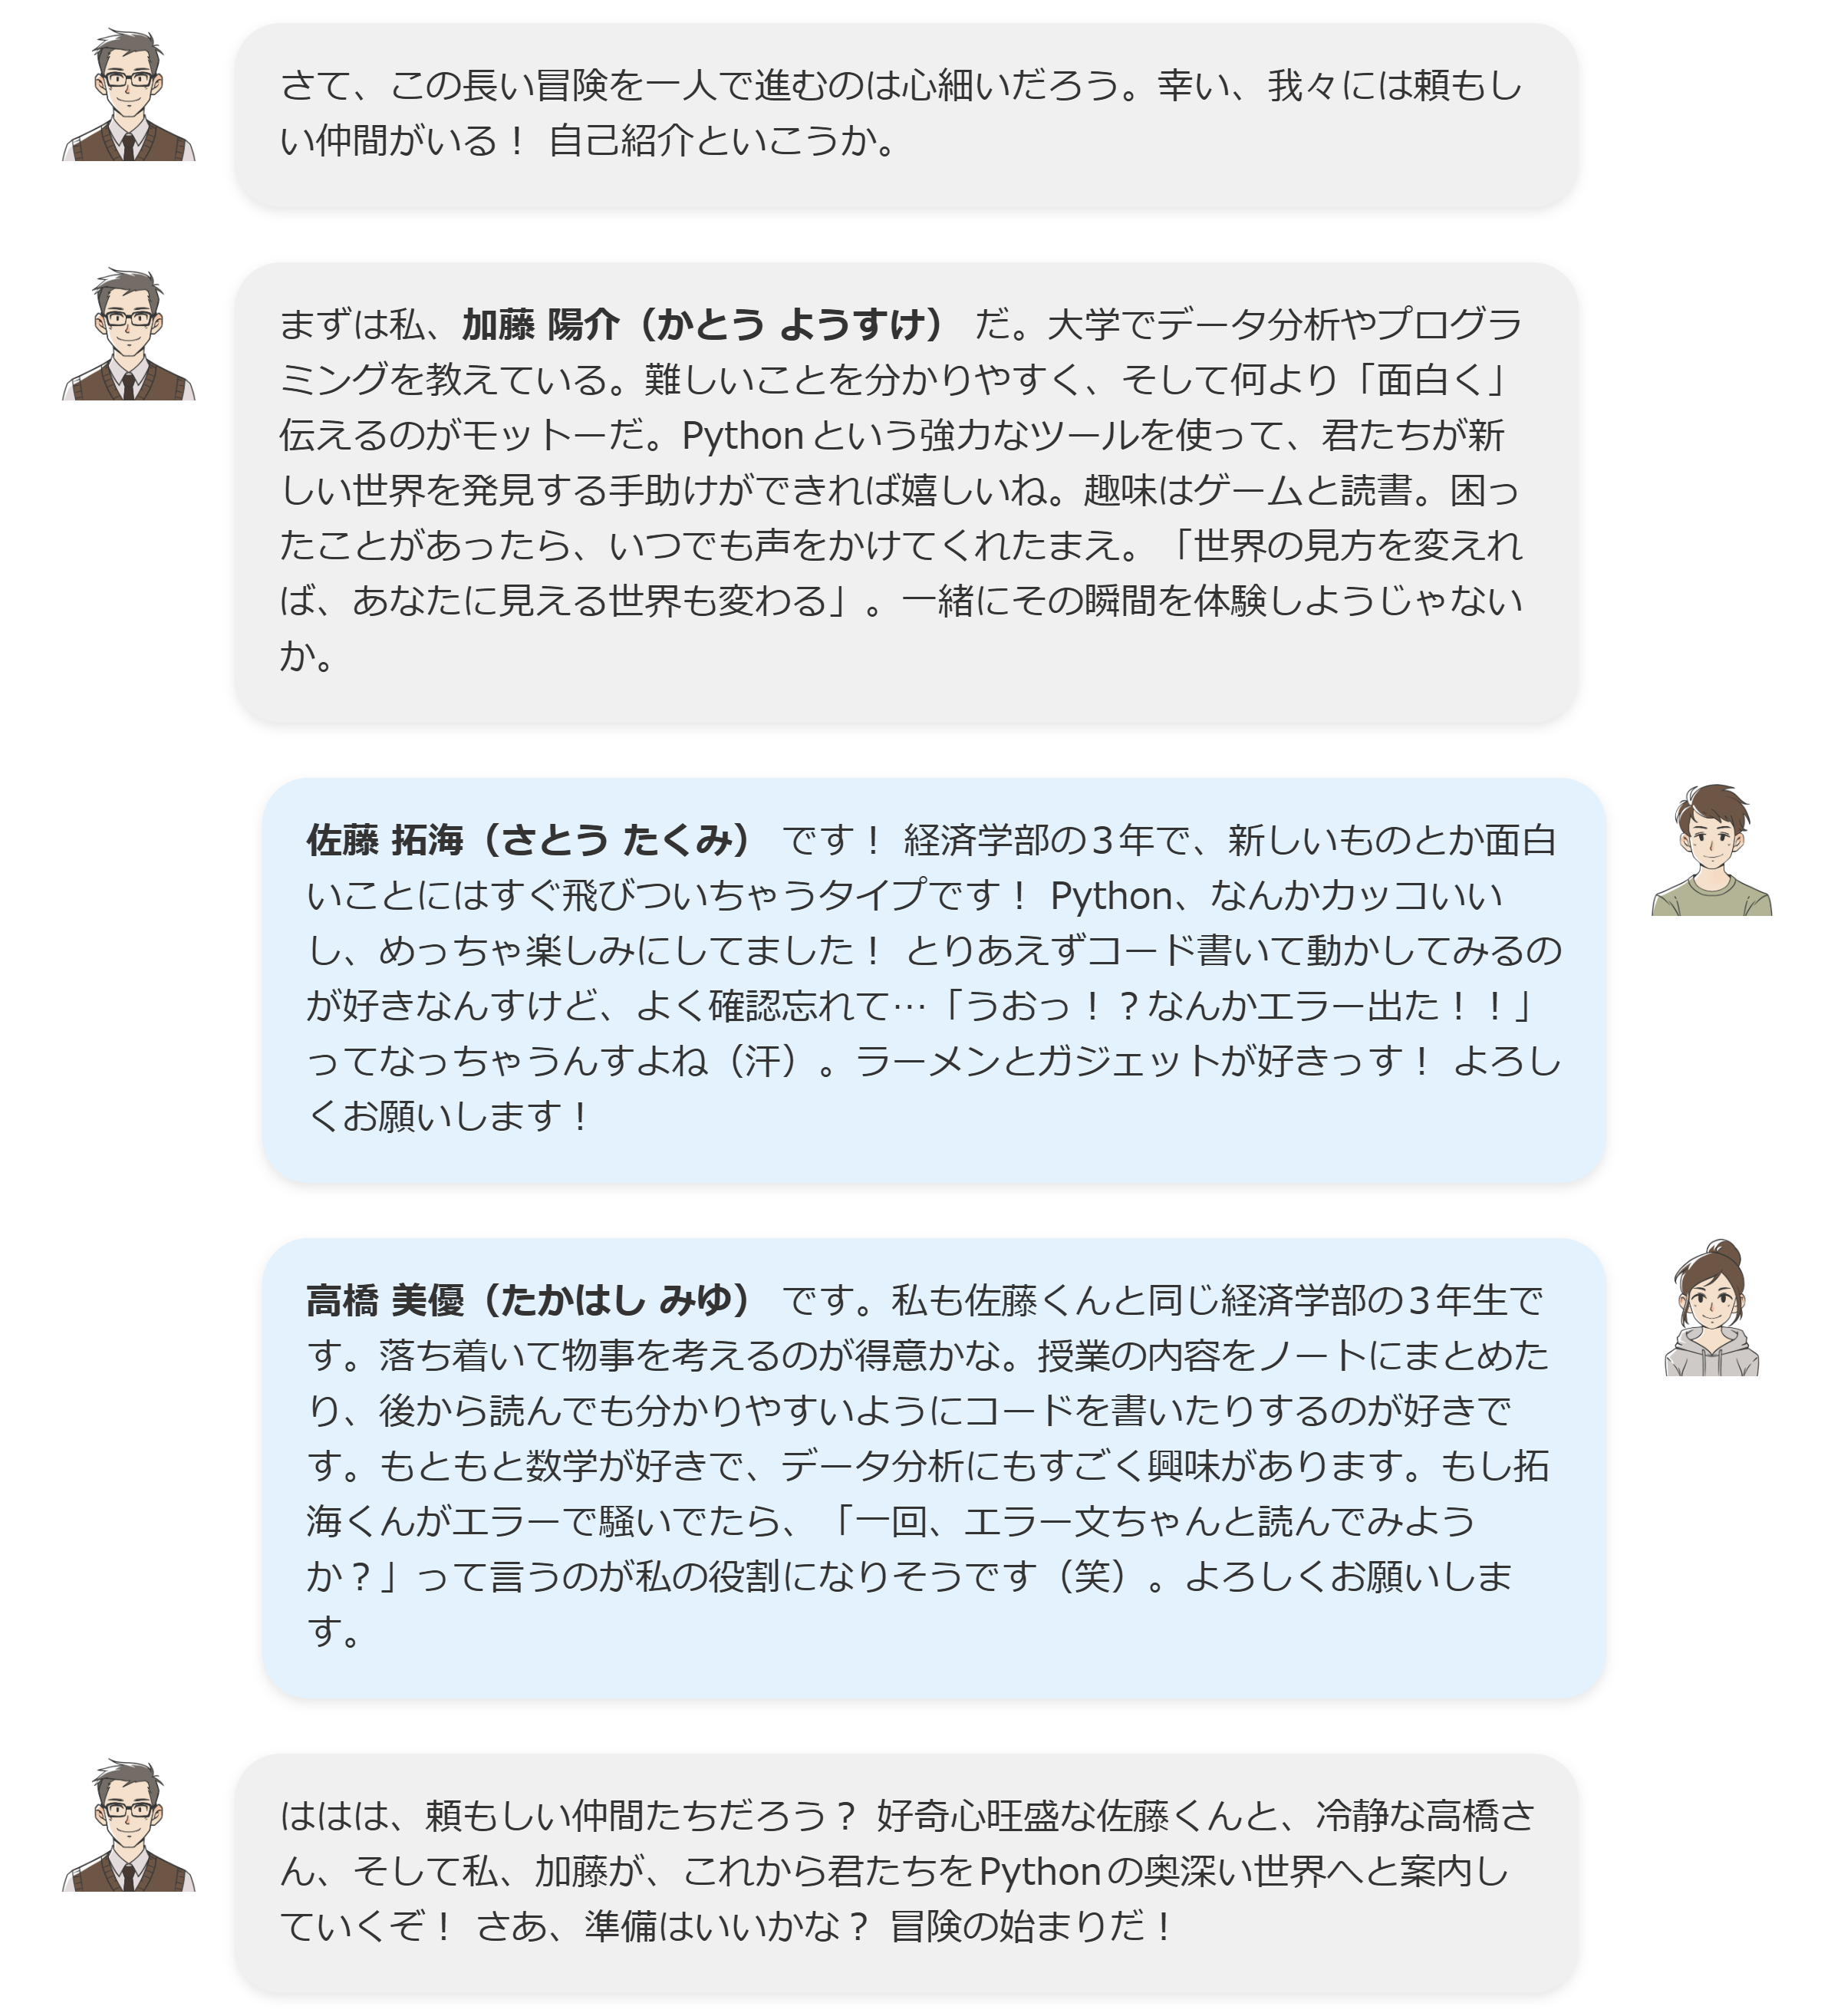 さて、この長い冒険を一人で進むのは心細いだろう。幸い、我々には頼もし
い仲間がいる！ 自己紹介といこうか。
まずは私、加藤 陽介（かとう ようすけ） だ。大学でデータ分析やプログラ
ミングを教えている。難しいことを分かりやすく、そして何より「面白く」
伝えるのがモットーだ。Pythonという強力なツールを使って、君たちが新
しい世界を発見する手助けができれば嬉しいね。趣味はゲームと読書。困っ
たことがあったら、いつでも声をかけてくれたまえ。「世界の見方を変えれ
ば、あなたに見える世界も変わる」。一緒にその瞬間を体験しようじゃない
か。
佐藤 拓海（さとう たくみ） です！ 経済学部の3年で、新しいものとか面白
いことにはすぐ飛びついちゃうタイプです！ Python、なんかカッコいい
し、めっちゃ楽しみにしてました！ とりあえずコード書いて動かしてみるの
が好きなんすけど、よく確認忘れて…「うおっ！？なんかエラー出た！！」
ってなっちゃうんすよね（汗）。ラーメンとガジェットが好きっす！ よろし
くお願いします！
高橋 美優（たかはし みゆ） です。私も佐藤くんと同じ経済学部の3年生で
す。落ち着いて物事を考えるのが得意かな。授業の内容をノートにまとめた
り、後から読んでも分かりやすいようにコードを書いたりするのが好きで
す。もともと数学が好きで、データ分析にもすごく興味があります。もし拓
海くんがエラーで騒いでたら、「一回、エラー文ちゃんと読んでみよう
か？」って言うのが私の役割になりそうです（笑）。よろしくお願いしま
す。
ははは、頼もしい仲間たちだろう？ 好奇心旺盛な佐藤くんと、冷静な高橋さ
ん、そして私、加藤が、これから君たちをPythonの奥深い世界へと案内し
ていくぞ！ さあ、準備はいいかな？ 冒険の始まりだ！